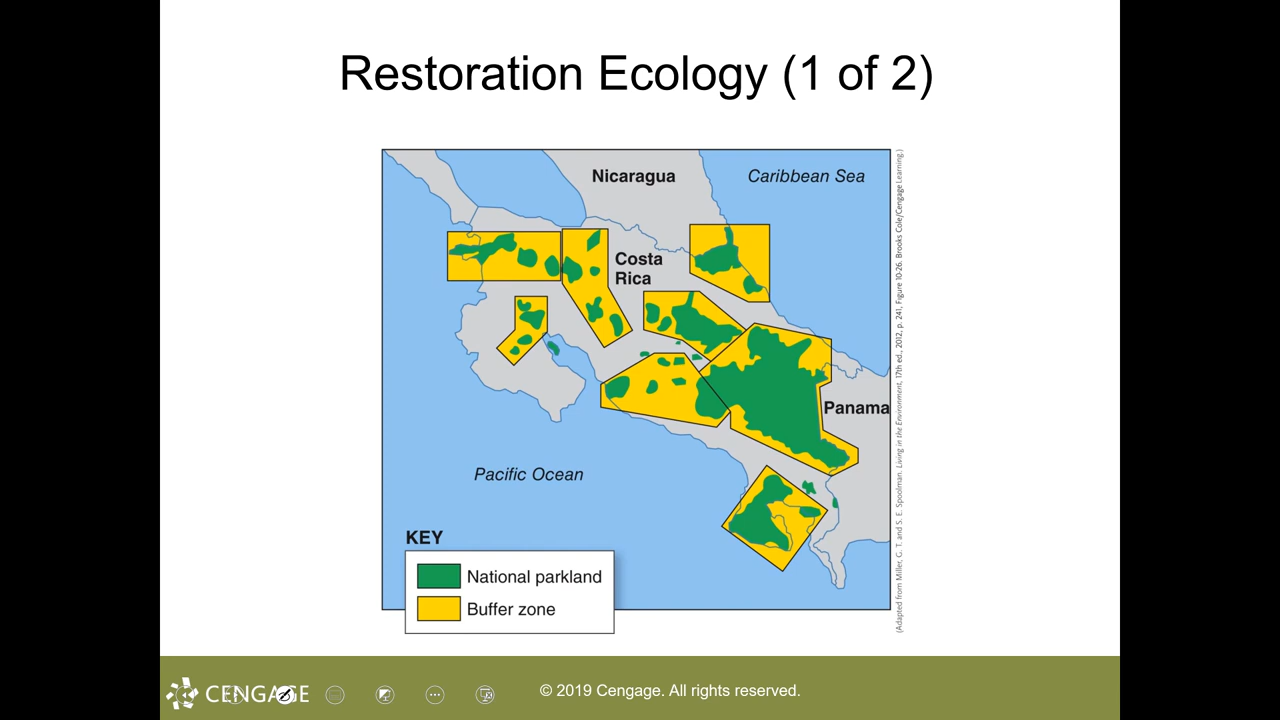 Restoration Ecology (1 of 2)
Nicaragua
Caribbean Sea
Costa
Rica
Panama
Pacific Ocean
KEY
National parkland
Buffer zone
(Adapted from Miller, G. T. and S. E. Spoolman. Living in the Environment, 17th ed., 2012, p. 241, Figure 10-26. Brooks Cole/Cengage Learning.)
CENGAGE
© 2019 Cengage. All rights reserved.